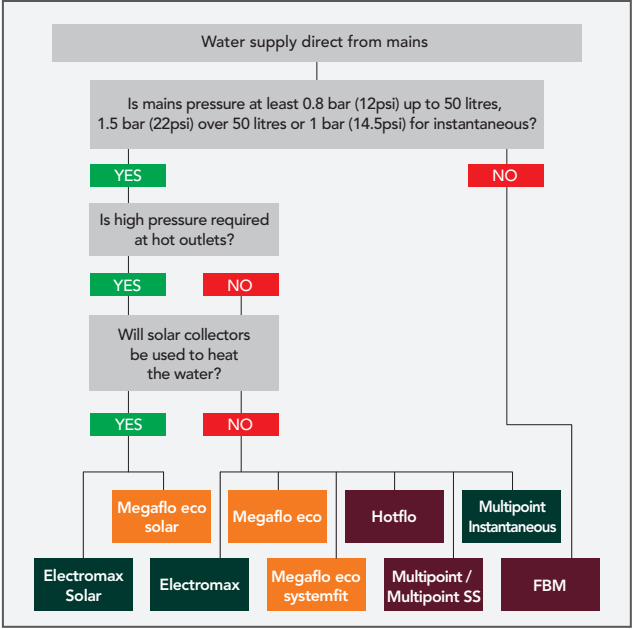 Water supply direct from mains
Is mains pressure at least 0.8 bar (12psi) up to 50 litres,
1.5 bar (22psi) over 50 litres or 1 bar (14.5psi) for instantaneous?
YES
NO
Is high pressure required
at hot outlets?
YES
NO
Will solar collectors
be used to heat
the water?
YES
NO
Megaflo eco
solar
Megaflo eco
Hotflo
Multipoint
Instantaneous
Electromax
Solar
Electromax
Megaflo eco
systemfit
Multipoint /
Multipoint SS
FBM